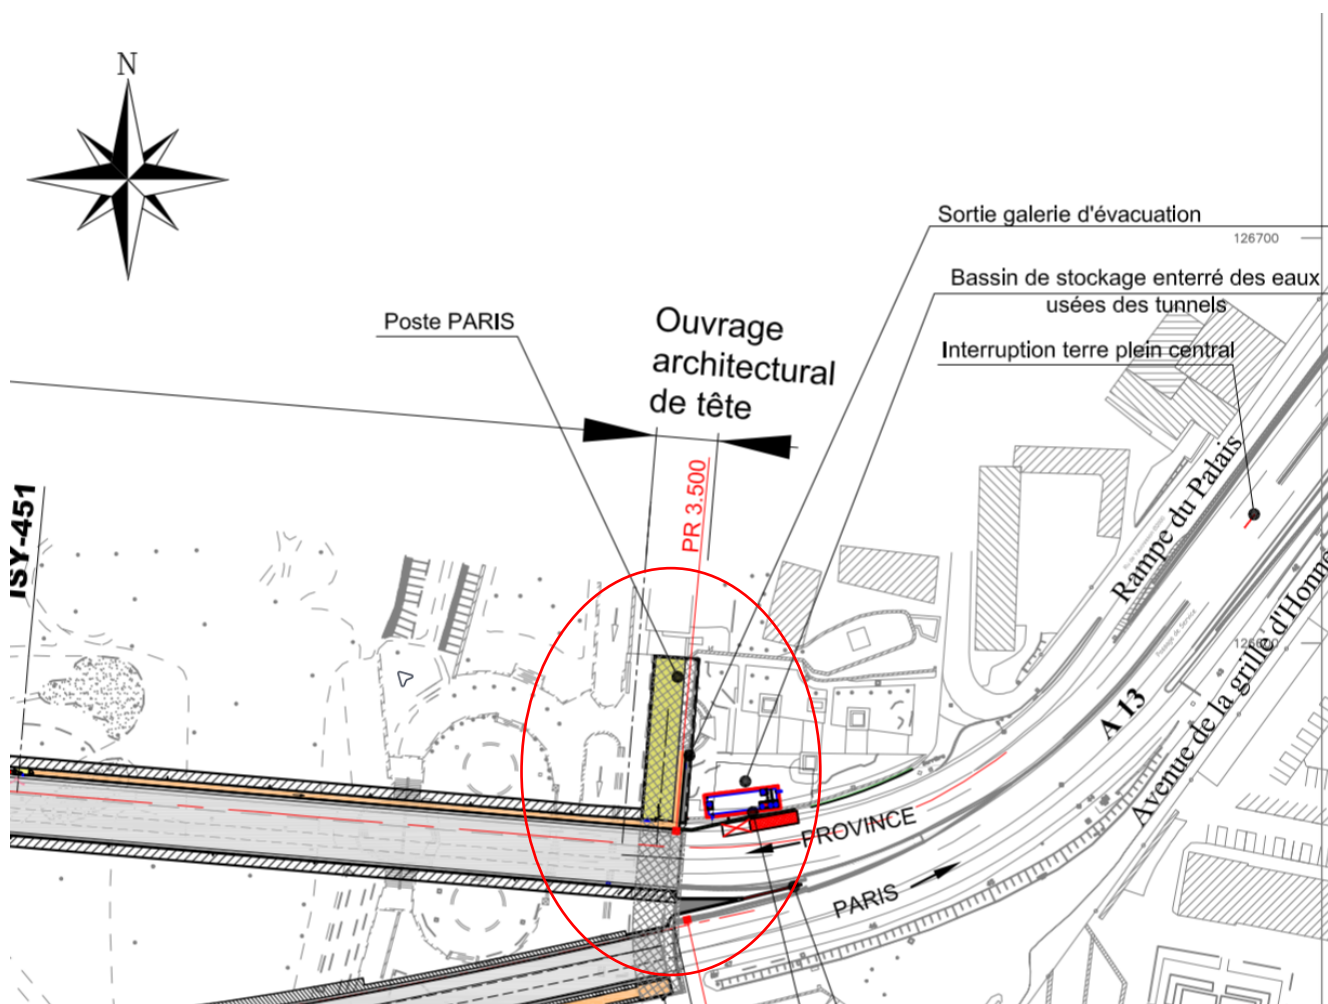 N
Sortie galerie d'évacuation
126700
Bassin de stockage enterré des eaux
usées des tunnels
Poste PARIS
Ouvrage
architectural
de tête
Interruption terre plein central
PR 3.500
ISY-451
Rampe du Palais
A 13
Avenue de la grille d'Honne
PROVINCE
PARIS